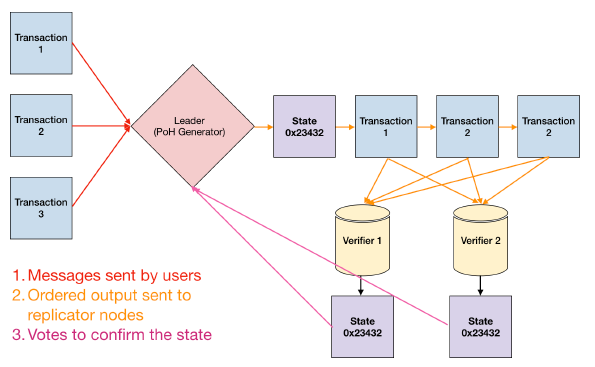 Transaction
1
Transaction
2
Transaction
3
Leader
(PoH Generator)
State
0x23432
Transaction
1
Transaction
2
Transaction
2
Verifier 1
Verifier 2
State
0x23432
State
0x23432
1. Messages sent by users
2. Ordered output sent to
replicator nodes
3. Votes to confirm the state